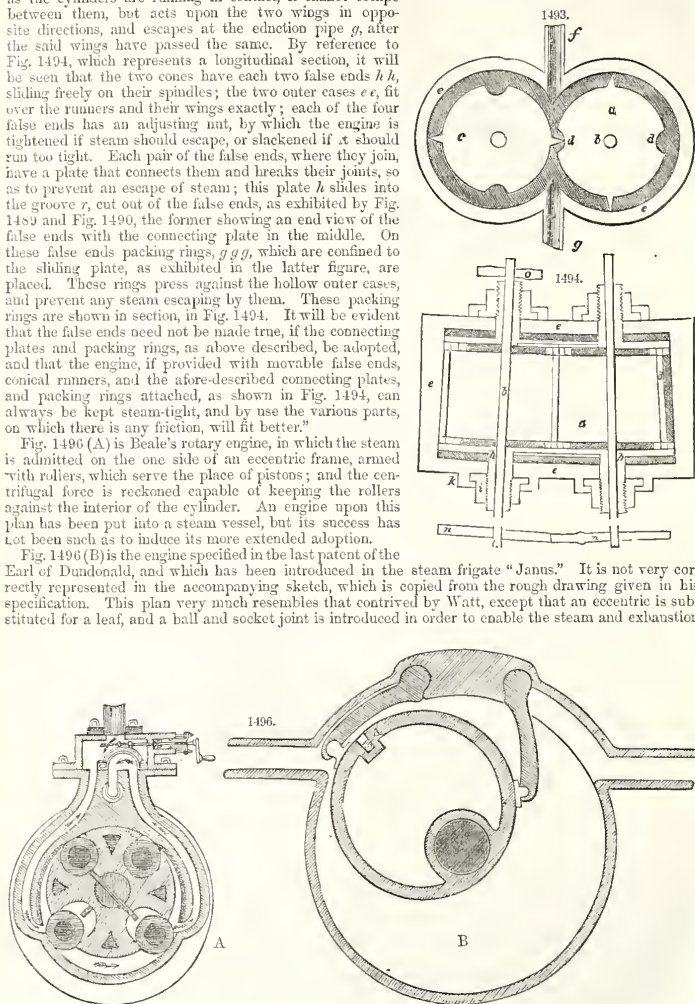 between them, but acts upon the two wings in oppo-
site directions, and escapes at the ednction pipe g, after
the said wings have passed the same. By reference to
Fig. 1494, which represents a longitudinal section, it will
be seen that the two cones have each two false ends h h,
sliding freely on their spindles; the two outer cases e e, fit
over the runners and their wings exactly; each of the four
false ends has an adjusting nut, by which the engine is
tightened if steam should escape, or slackened if it should
run too tight. Each pair of the false ends, where they join,
have a plate that connects them and breaks their joints, so
as to prevent an escape of steam; this plate h slides into
the groove r, cut out of the false ends, as exhibited by Fig.
1489 and Fig. 1490, the former showing an end view of the
false ends with the connecting plate in the middle. On
these false ends packing rings, g g g, which are confined to
the sliding plate, as exhibited in the latter figure, are
placed. These rings press against the hollow outer cases,
and prevent any steam escaping by them. These packing
rings are shown in section, in Fig. 1494. It will be evident
that the false ends need not be made true, if the connecting
plates and packing rings, as above described, be adopted,
and that the engine, if provided with movable false ends,
conical runners, and the afore-described connecting plates,
and packing rings attached, as shown in Fig. 1494, can
always be kept steam-tight, and by use the various parts,
on which there is any friction, will fit better."
Fig. 1496 (A) is Beale's rotary engine, in which the steam
is admitted on the one side of an eccentric frame, armed
with rollers, which serve the place of pistons; and the cen-
trifugal force is reckoned capable of keeping the rollers
against the interior of the cylinder. An engine upon this
plan has been put into a steam vessel, but its success has
not been such as to induce its more extended adoption.
Fig. 1496 (B) is the engine specified in the last patent of the
Earl of Dundonald, and which has been introduced in the steam frigate "Janus." It is not very cor
rectly represented in the accompanying sketch, which is copied from the rough drawing given in his
specification. This plan very much resembles that contrived by Watt, except that an eccentric is sub
stituted for a leaf, and a ball and socket joint is introduced in order to enable the steam and exhaustion
1493.
f
e
a
c
d
b
d
e
g
1494.
o
e
e
b
g
a
h
h
k
i
e
n
n
1496.
A
A
B